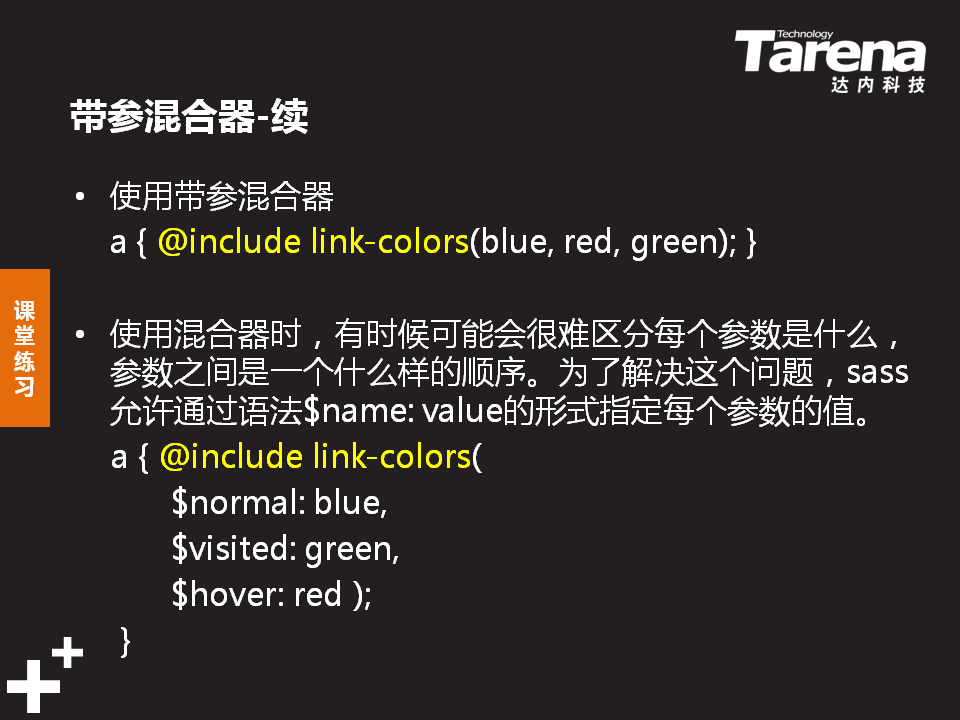 Technology
Tarena
达内科技
带参混合器-续
• 使用带参混合器
a { @include link-colors(blue, red, green); }
课堂练习
• 使用混合器时，有时候可能会很难区分每个参数是什么，
参数之间是一个什么样的顺序。为了解决这个问题，sass
允许通过语法$name: value的形式指定每个参数的值。
a { @include link-colors(
$normal: blue,
$visited: green,
$hover: red );
}